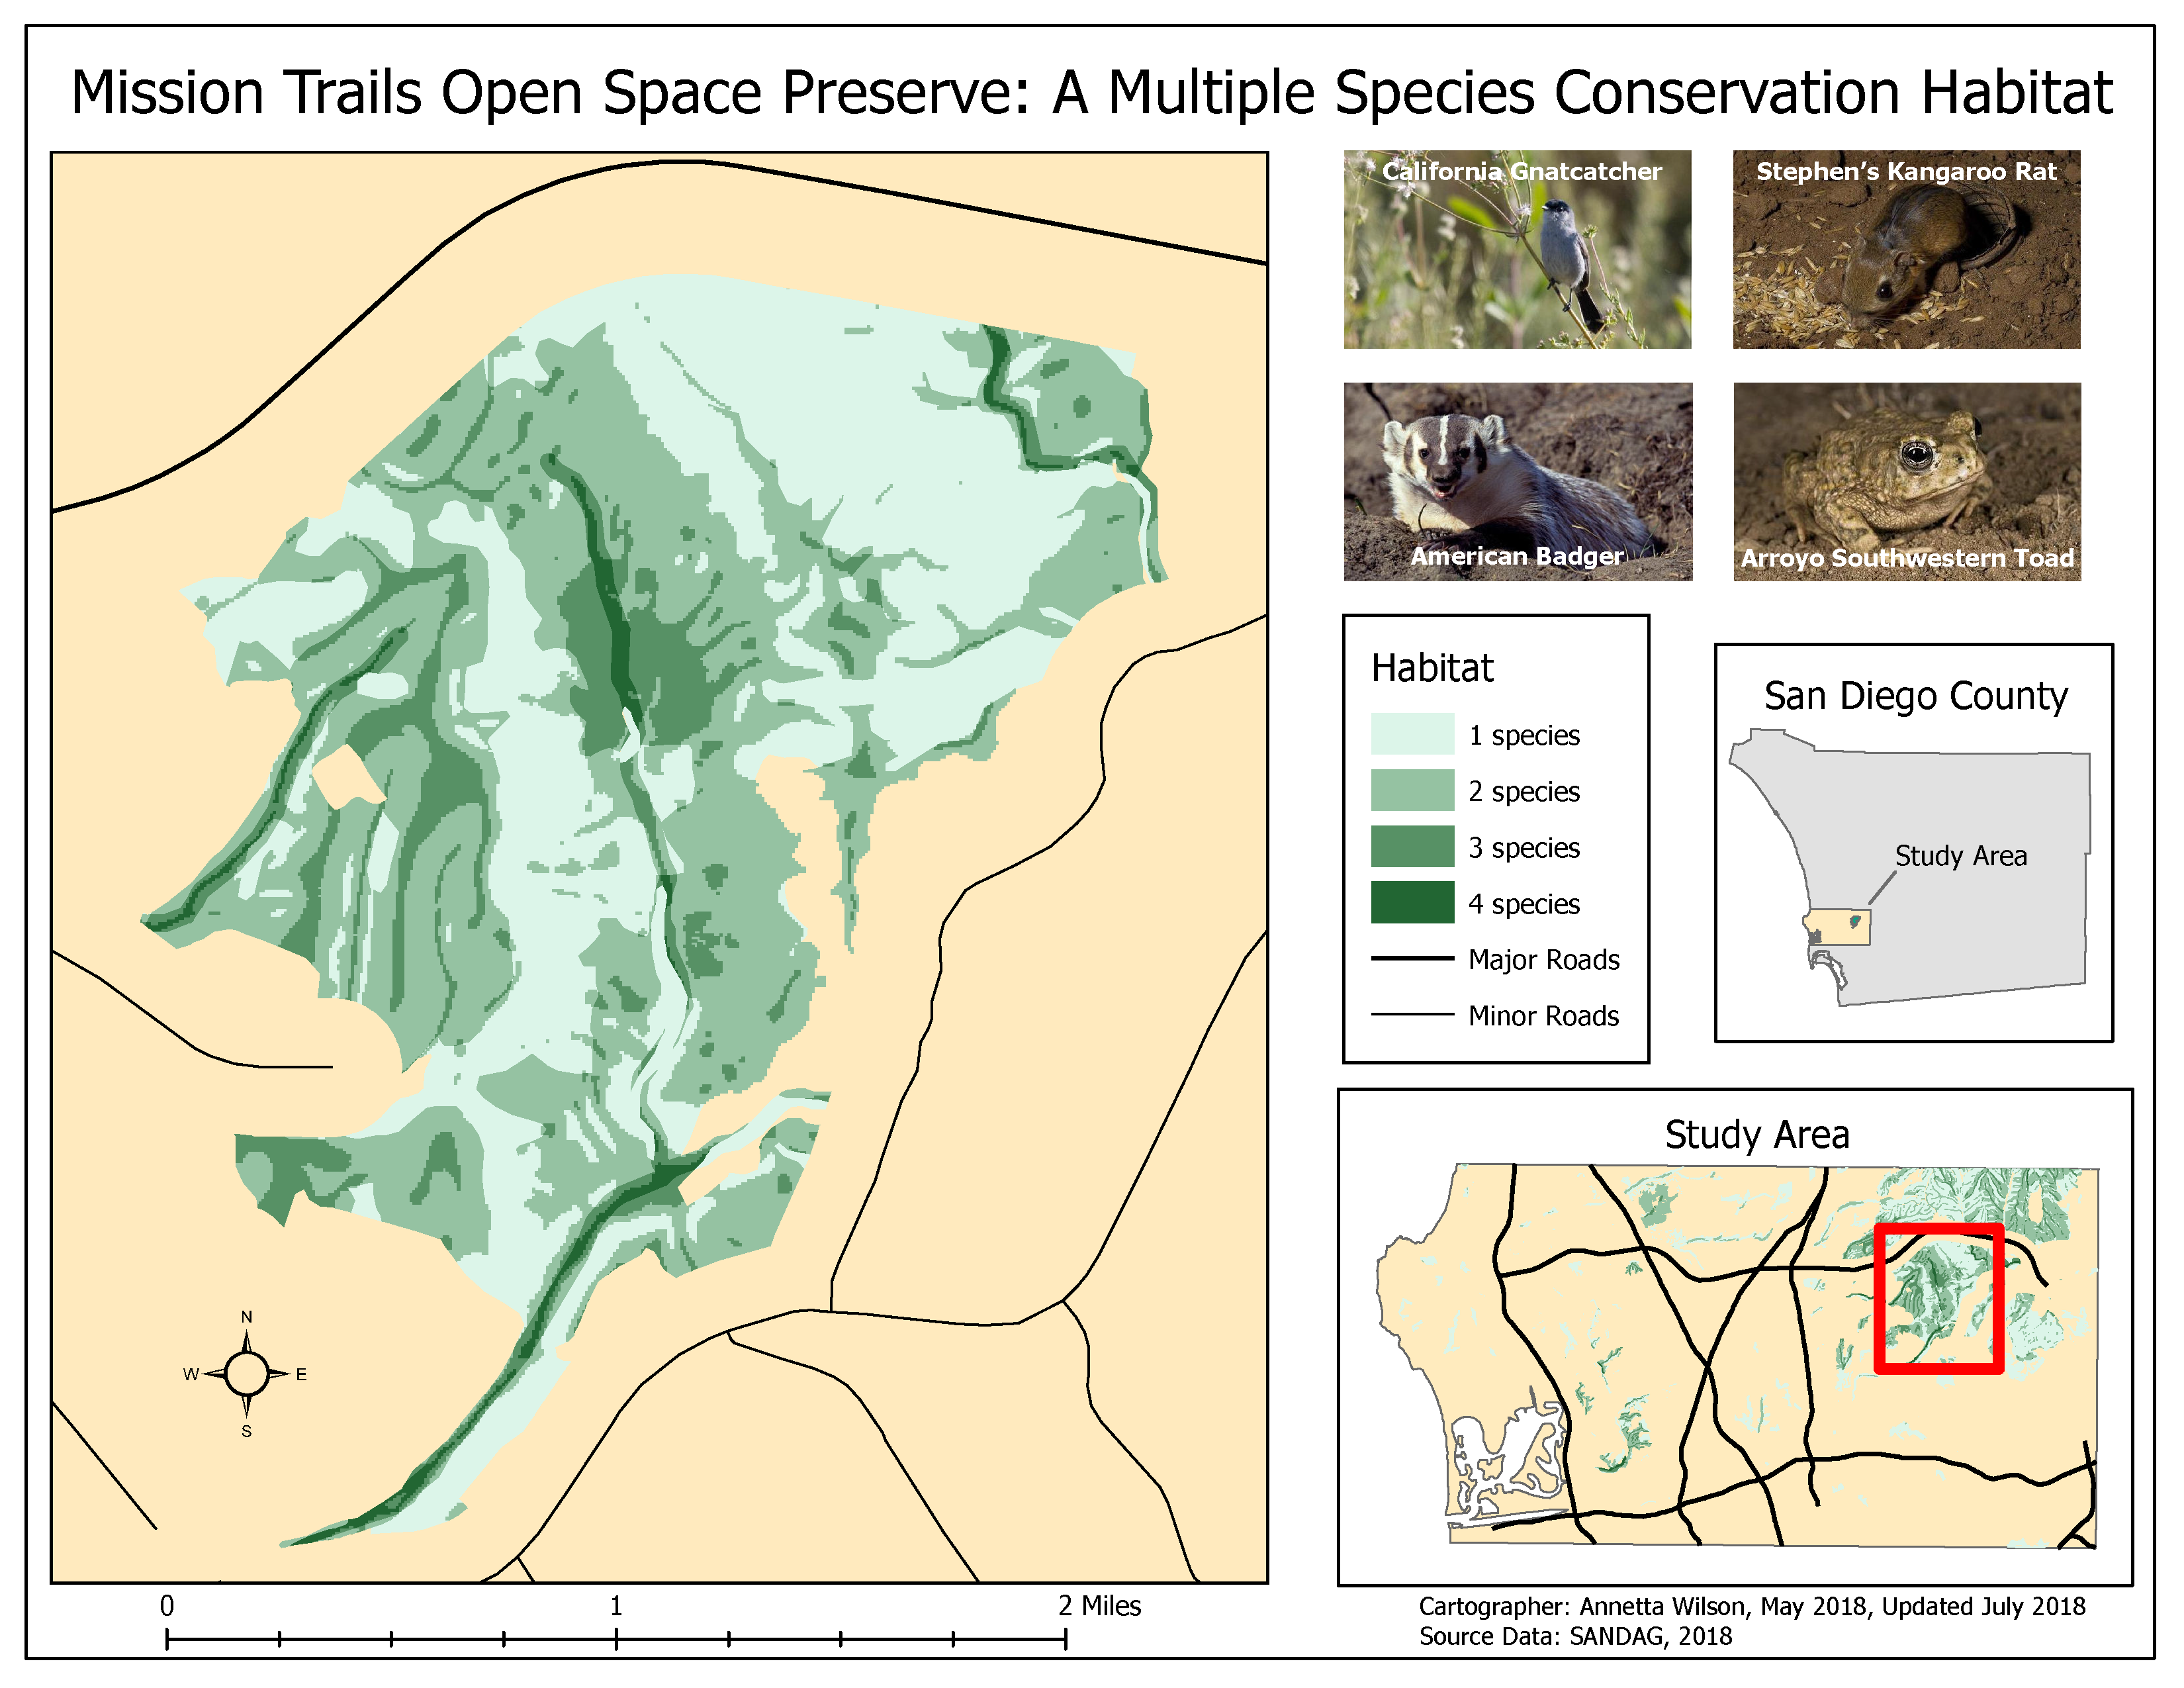 Mission Trails Open Space Preserve: A Multiple Species Conservation Habitat
California Gnatcatcher
Stephen's Kangaroo Rat
American Badger
Arroyo Southwestern Toad
Habitat
1 species
2 species
3 species
4 species
Major Roads
Minor Roads
San Diego County
Study Area
Study Area
N
W
E
S
0
1
2 Miles
Cartographer: Annetta Wilson, May 2018, Updated July 2018
Source Data: SANDAG, 2018